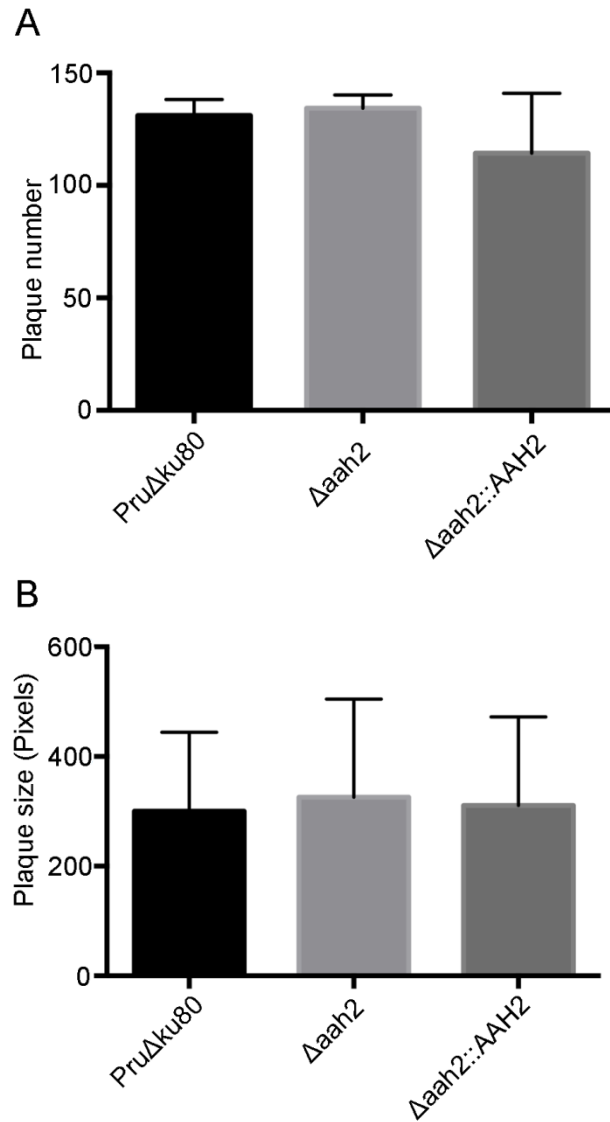 A
Plaque number
150
100
50
0
PruΔku80
Δaah2
Δaah2::AAH2
B
Plaque size (Pixels)
600
400
200
0
PruΔku80
Δaah2
Δaah2::AAH2